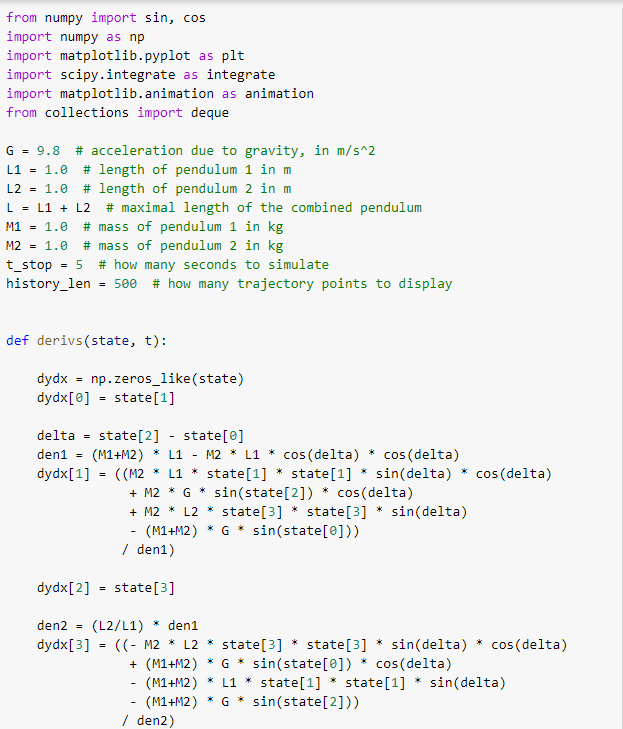 from numpy import sin, cos
import numpy as np
import matplotlib.pyplot as plt
import scipy.integrate as integrate
import matplotlib.animation as animation
from collections import deque
G = 9.8  # acceleration due to gravity, in m/s^2
L1 = 1.0  # length of pendulum 1 in m
L2 = 1.0  # length of pendulum 2 in m
L = L1 + L2  # maximal length of the combined pendulum
M1 = 1.0  # mass of pendulum 1 in kg
M2 = 1.0  # mass of pendulum 2 in kg
t_stop = 5  # how many seconds to simulate
history_len = 500  # how many trajectory points to display
def derivs(state, t):
    dydx = np.zeros_like(state)
    dydx[0] = state[1]
    delta = state[2] - state[0]
    den1 = (M1+M2) * L1 - M2 * L1 * cos(delta) * cos(delta)
    dydx[1] = ((M2 * L1 * state[1] * state[1] * sin(delta) * cos(delta)
                + M2 * G * sin(state[2]) * cos(delta)
                + M2 * L2 * state[3] * state[3] * sin(delta)
                - (M1+M2) * G * sin(state[0]))
               / den1)
    dydx[2] = state[3]
    den2 = (L2/L1) * den1
    dydx[3] = ((- M2 * L2 * state[3] * state[3] * sin(delta) * cos(delta)
                + (M1+M2) * G * sin(state[0]) * cos(delta)
                - (M1+M2) * L1 * state[1] * state[1] * sin(delta)
                - (M1+M2) * G * sin(state[2]))
               / den2)